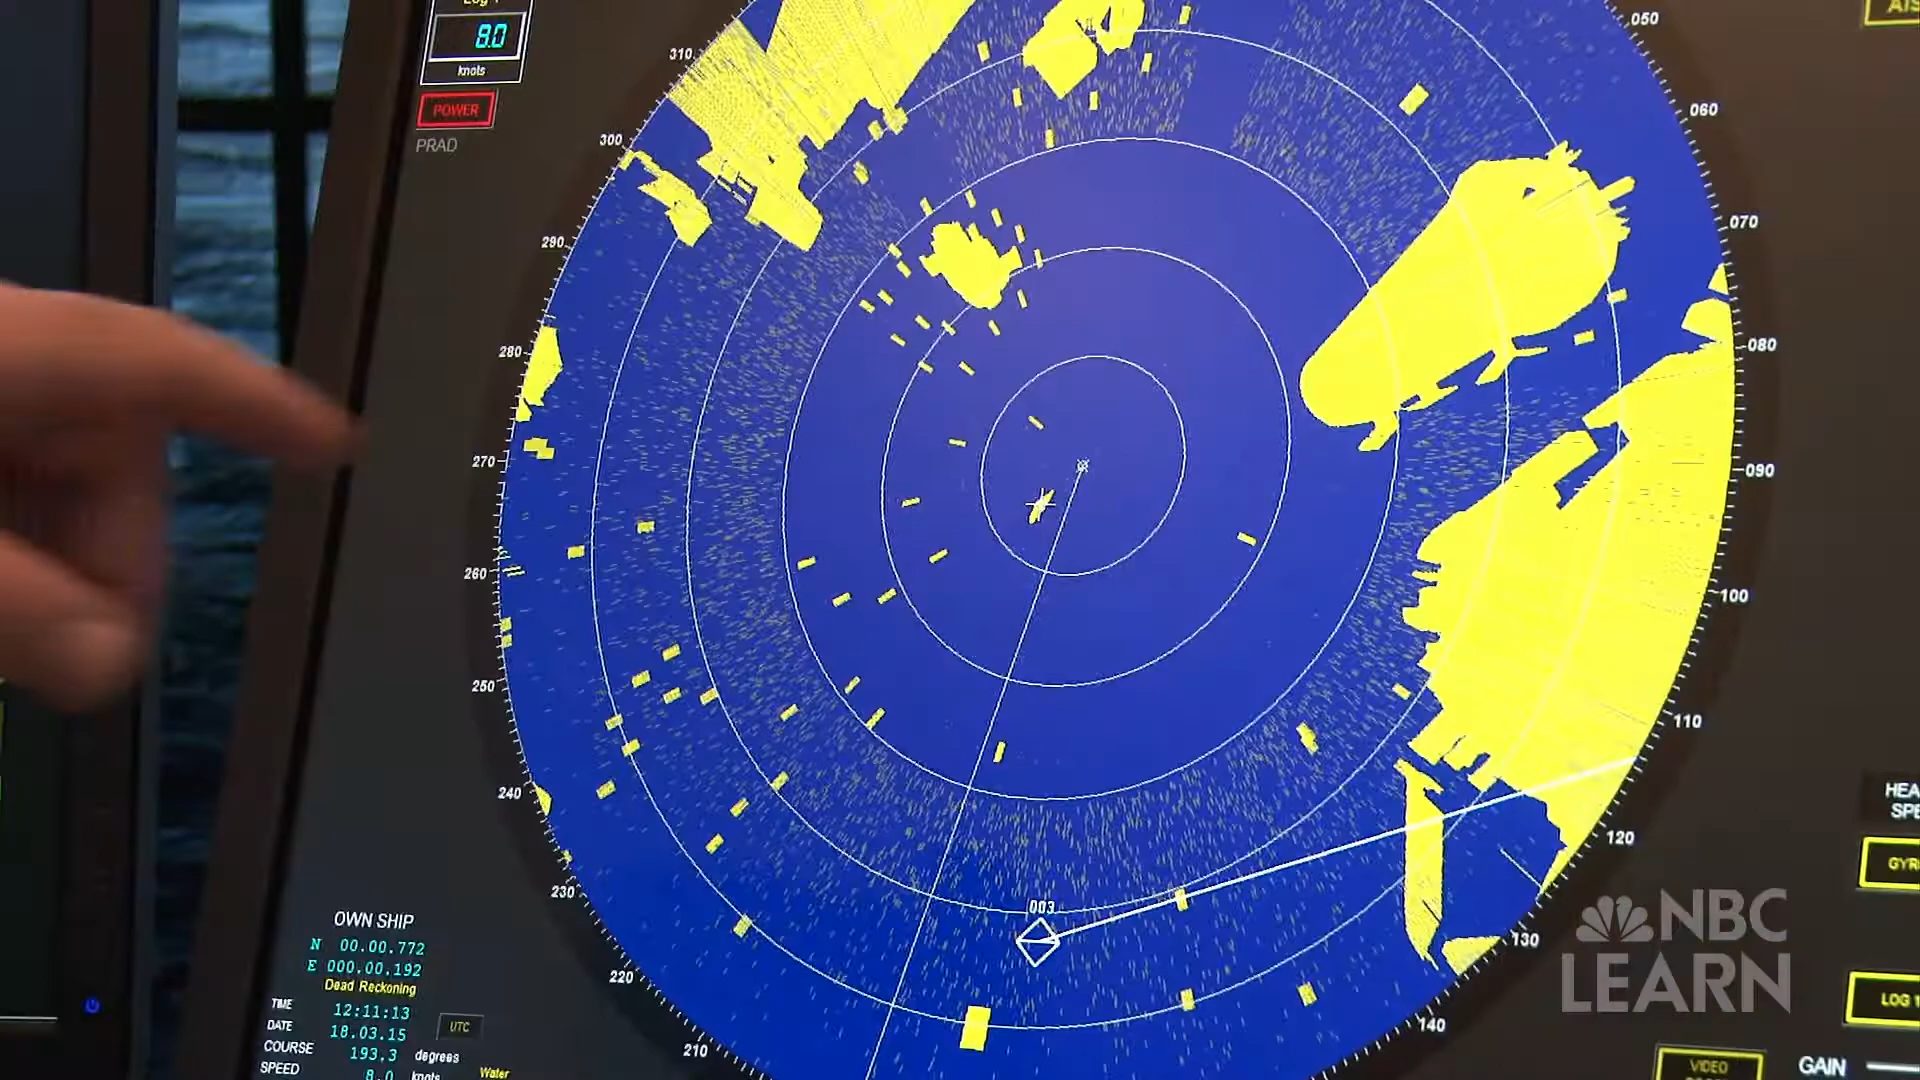 8.0
knots
POWER
PRAD
310
300
290
280
270
260
250
240
230
220
210
050
060
070
080
090
100
110
120
130
140
003
OWN SHIP
N 00.00.772
E 000.00.192
Dead Reckoning
TIME 12:11:13 UTC
DATE 18.03.15
COURSE 193.3 degrees
SPEED 8.0 knots Water
LOG 1
VIDEO
GAIN
NBC
LEARN